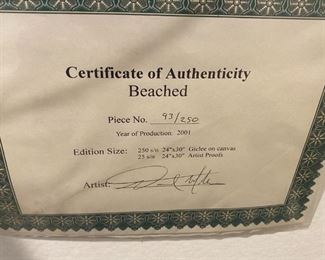 Certificate of Authenticity
Beached
Piece No. 93/250
Year of Production: 2001
Edition Size: 250 s/n 24"x30" Giclee on canvas
25 s/n 24"x30" Artist Proofs
Artist: